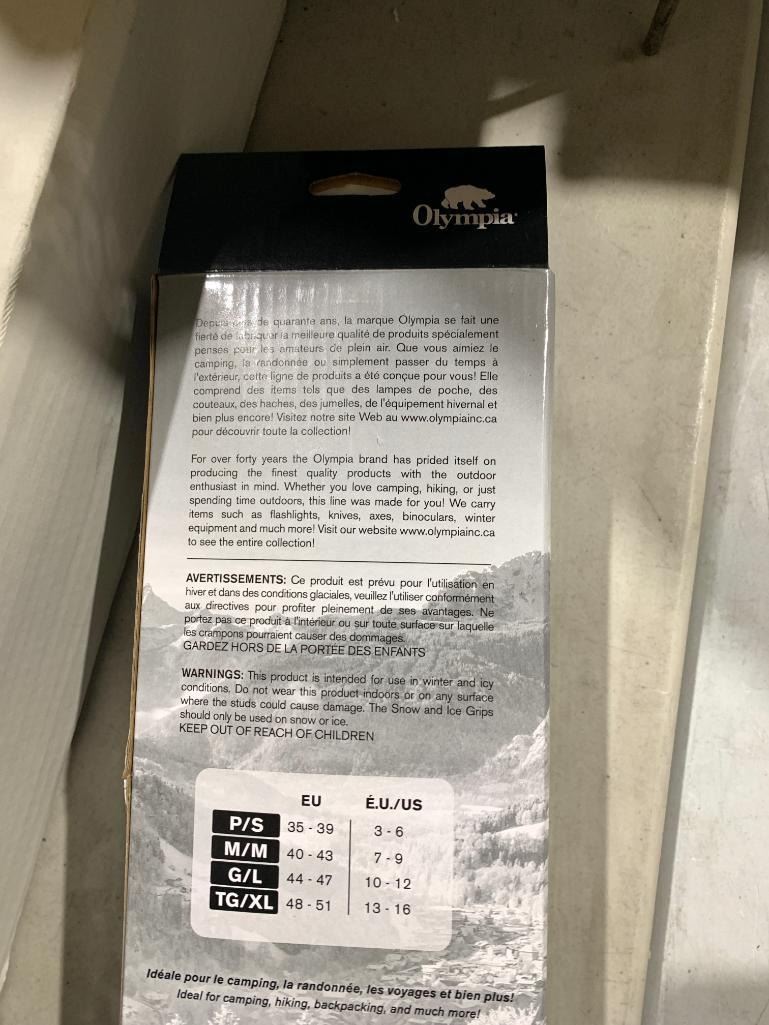 Olympia
Depuis plus de quarante ans, la marque Olympia se fait une
fierté de fabriquer la meilleure qualité de produits spécialement
pensés pour les amateurs de plein air. Que vous aimiez le
camping, la randonnée ou simplement passer du temps à
l'extérieur, cette ligne de produits a été conçue pour vous! Elle
comprend des items tels que des lampes de poche, des
couteaux, des haches, des jumelles, de l'équipement hivernal et
bien plus encore! Visitez notre site Web au www.olympiainc.ca
pour découvrir toute la collection!
For over forty years the Olympia brand has prided itself on
producing the finest quality products with the outdoor
enthusiast in mind. Whether you love camping, hiking, or just
spending time outdoors, this line was made for you! We carry
items such as flashlights, knives, axes, binoculars, winter
equipment and much more! Visit our website www.olympiainc.ca
to see the entire collection!
AVERTISSEMENTS: Ce produit est prévu pour l'utilisation en
hiver et dans des conditions glaciales, veuillez l'utiliser conformément
aux directives pour profiter pleinement de ses avantages. Ne
portez pas ce produit à l'intérieur ou sur toute surface sur laquelle
les crampons pourraient causer des dommages.
GARDEZ HORS DE LA PORTÉE DES ENFANTS
WARNINGS: This product is intended for use in winter and icy
conditions. Do not wear this product indoors or on any surface
where the studs could cause damage. The Snow and Ice Grips
should only be used on snow or ice.
KEEP OUT OF REACH OF CHILDREN
EU É.U./US
P/S 35 - 39 3 - 6
M/M 40 - 43 7 - 9
G/L 44 - 47 10 - 12
TG/XL 48 - 51 13 - 16
Idéale pour le camping, la randonnée, les voyages et bien plus!
Ideal for camping, hiking, backpacking, and much more!